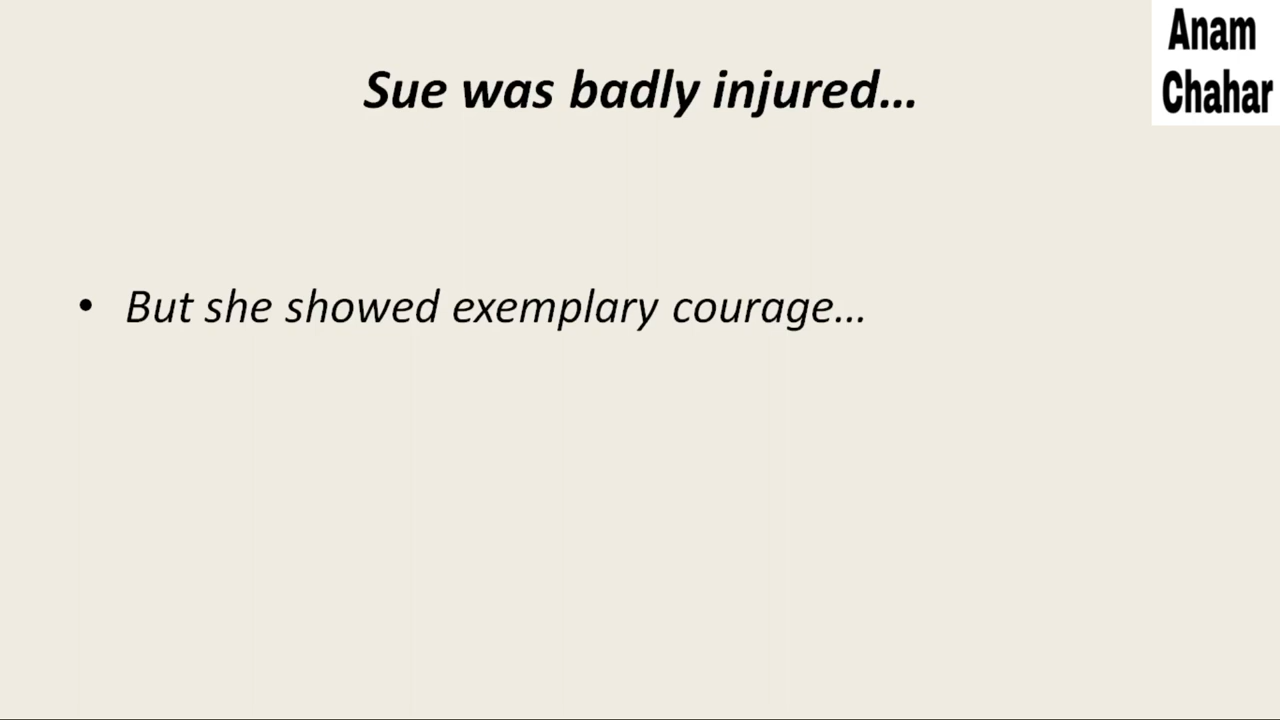 Sue was badly injured...
Anam
Chahar
• But she showed exemplary courage...